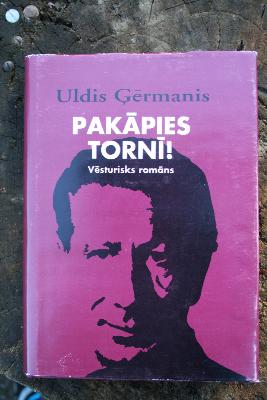 Uldis Ģērmanis
PAKĀPIES
TORNĪ!
Vēsturisks romāns